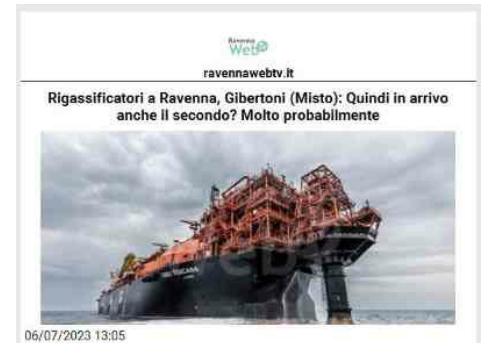 Ravenna
Web
ravennawebtv.it
Rigassificatori a Ravenna, Gibertoni (Misto): Quindi in arrivo
anche il secondo? Molto probabilmente
06/07/2023 13:05